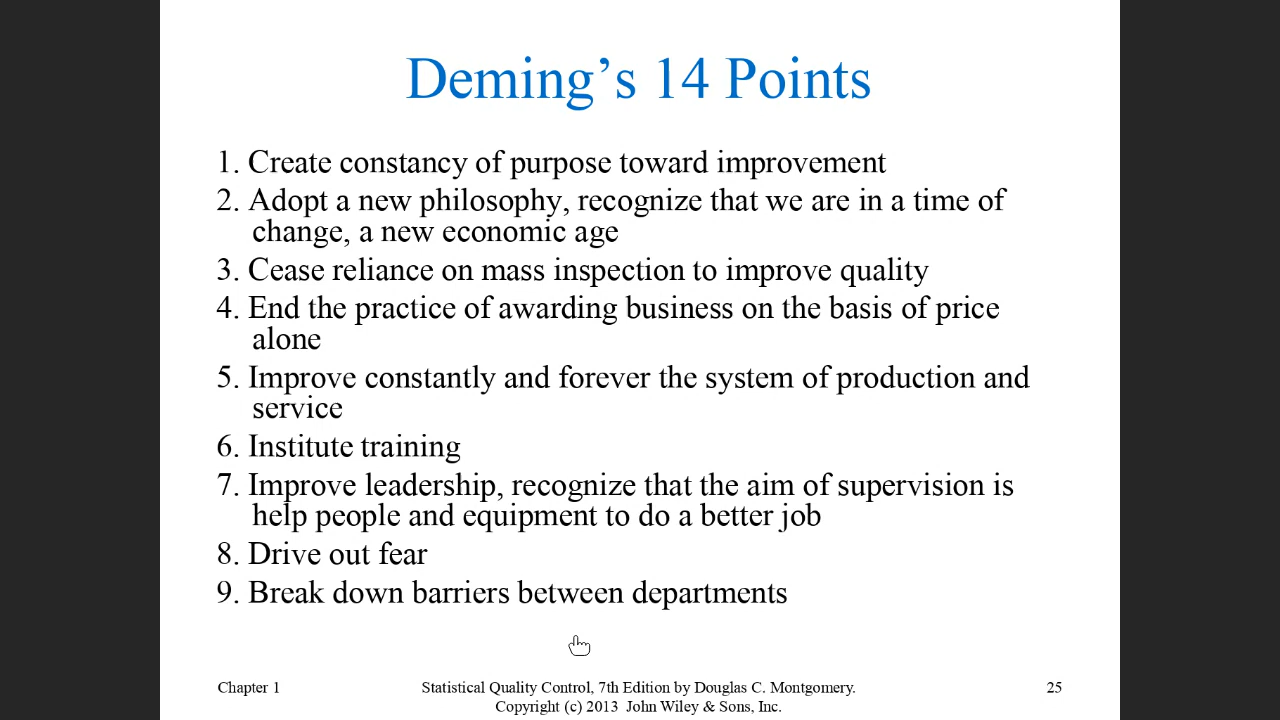 Deming’s 14 Points
1. Create constancy of purpose toward improvement
2. Adopt a new philosophy, recognize that we are in a time of
change, a new economic age
3. Cease reliance on mass inspection to improve quality
4. End the practice of awarding business on the basis of price
alone
5. Improve constantly and forever the system of production and
service
6. Institute training
7. Improve leadership, recognize that the aim of supervision is
help people and equipment to do a better job
8. Drive out fear
9. Break down barriers between departments
Chapter 1
Statistical Quality Control, 7th Edition by Douglas C. Montgomery.
Copyright (c) 2013 John Wiley & Sons, Inc.
25